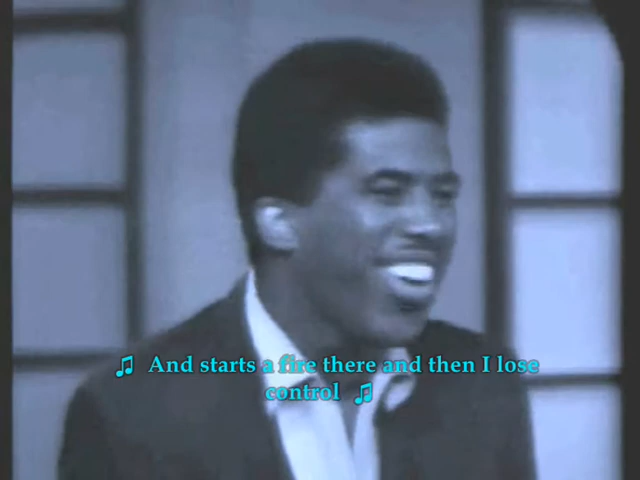 ♫ And starts a fire there and then I lose
control ♫